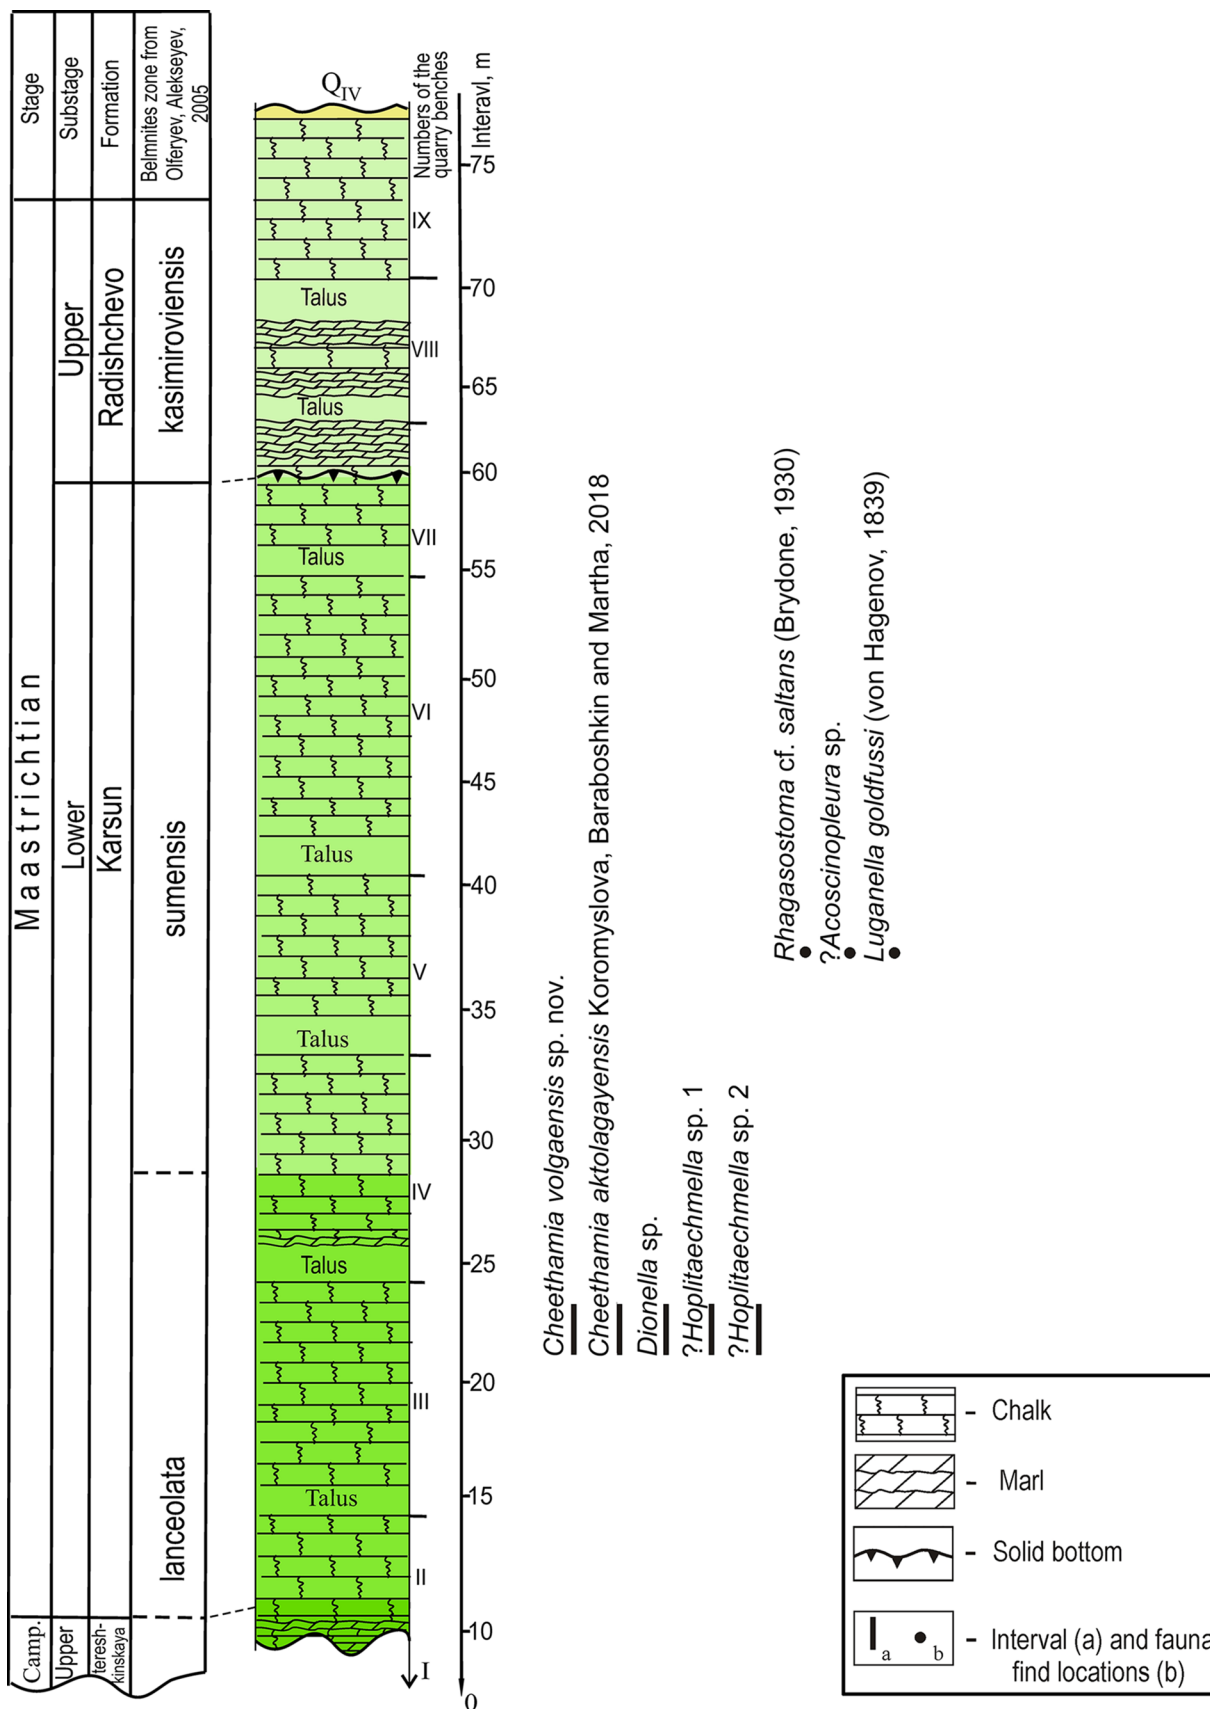 Stage
Substage
Formation
Belmnites zone from
Olferyev, Alekseyev,
2005
Q IV
Numbers of the
quarry benches
Interavl, m
Maastrichtian
Upper
Radishchevo
kasimiroviensis
Lower
Karsun
sumensis
lanceolata
Camp.
Upper
teresh-
kinskaya
75
IX
70
Talus
VIII
65
Talus
60
VII
Talus
55
50
VI
45
Talus
40
V
35
Talus
30
IV
25
Talus
20
III
15
Talus
II
10
I
0
Cheethamia volgaensis sp. nov.
Cheethamia aktolagayensis Koromyslova, Baraboshkin and Martha, 2018
Dionella sp.
?Hoplitaechmella sp. 1
?Hoplitaechmella sp. 2
Rhagasostoma cf. saltans (Brydone, 1930)
?Acoscinopleura sp.
Luganella goldfussi (von Hagenov, 1839)
- Chalk
- Marl
- Solid bottom
a b
- Interval (a) and fauna
find locations (b)